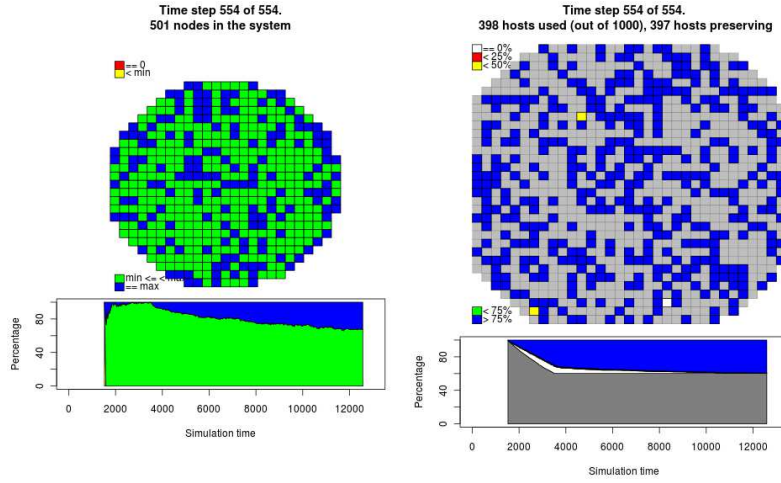 Time step 554 of 554.
501 nodes in the system
== 0
< min
min <= < ma
== max
Percentage
0 40 80
0 2000 4000 6000 8000 10000 12000
Simulation time
Time step 554 of 554.
398 hosts used (out of 1000), 397 hosts preserving
== 0%
< 25%
< 50%
< 75%
> 75%
Percentage
0 40 80
0 2000 4000 6000 8000 10000 12000
Simulation time